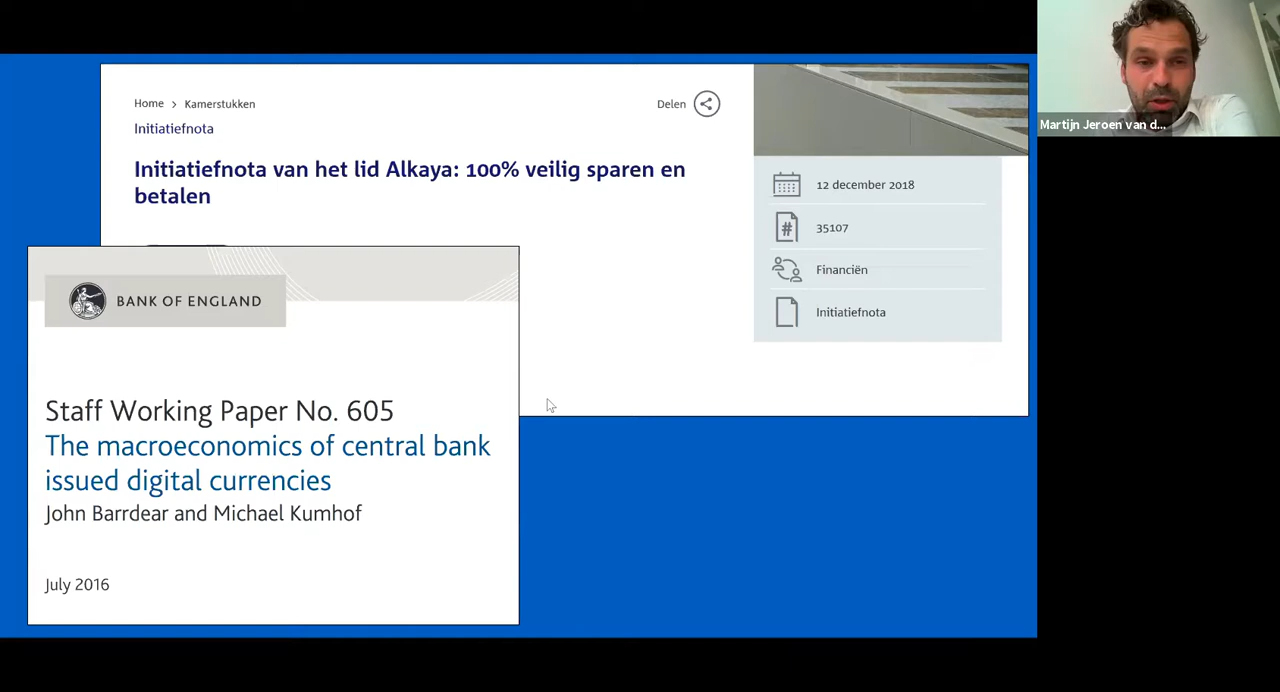 Home > Kamerstukken
Delen
Initiatiefnota
Initiatiefnota van het lid Alkaya: 100% veilig sparen en
betalen
12 december 2018
#
35107
Financiën
Initiatiefnota
BANK OF ENGLAND
Staff Working Paper No. 605
The macroeconomics of central bank
issued digital currencies
John Barrdear and Michael Kumhof
July 2016
Martijn Jeroen van d...